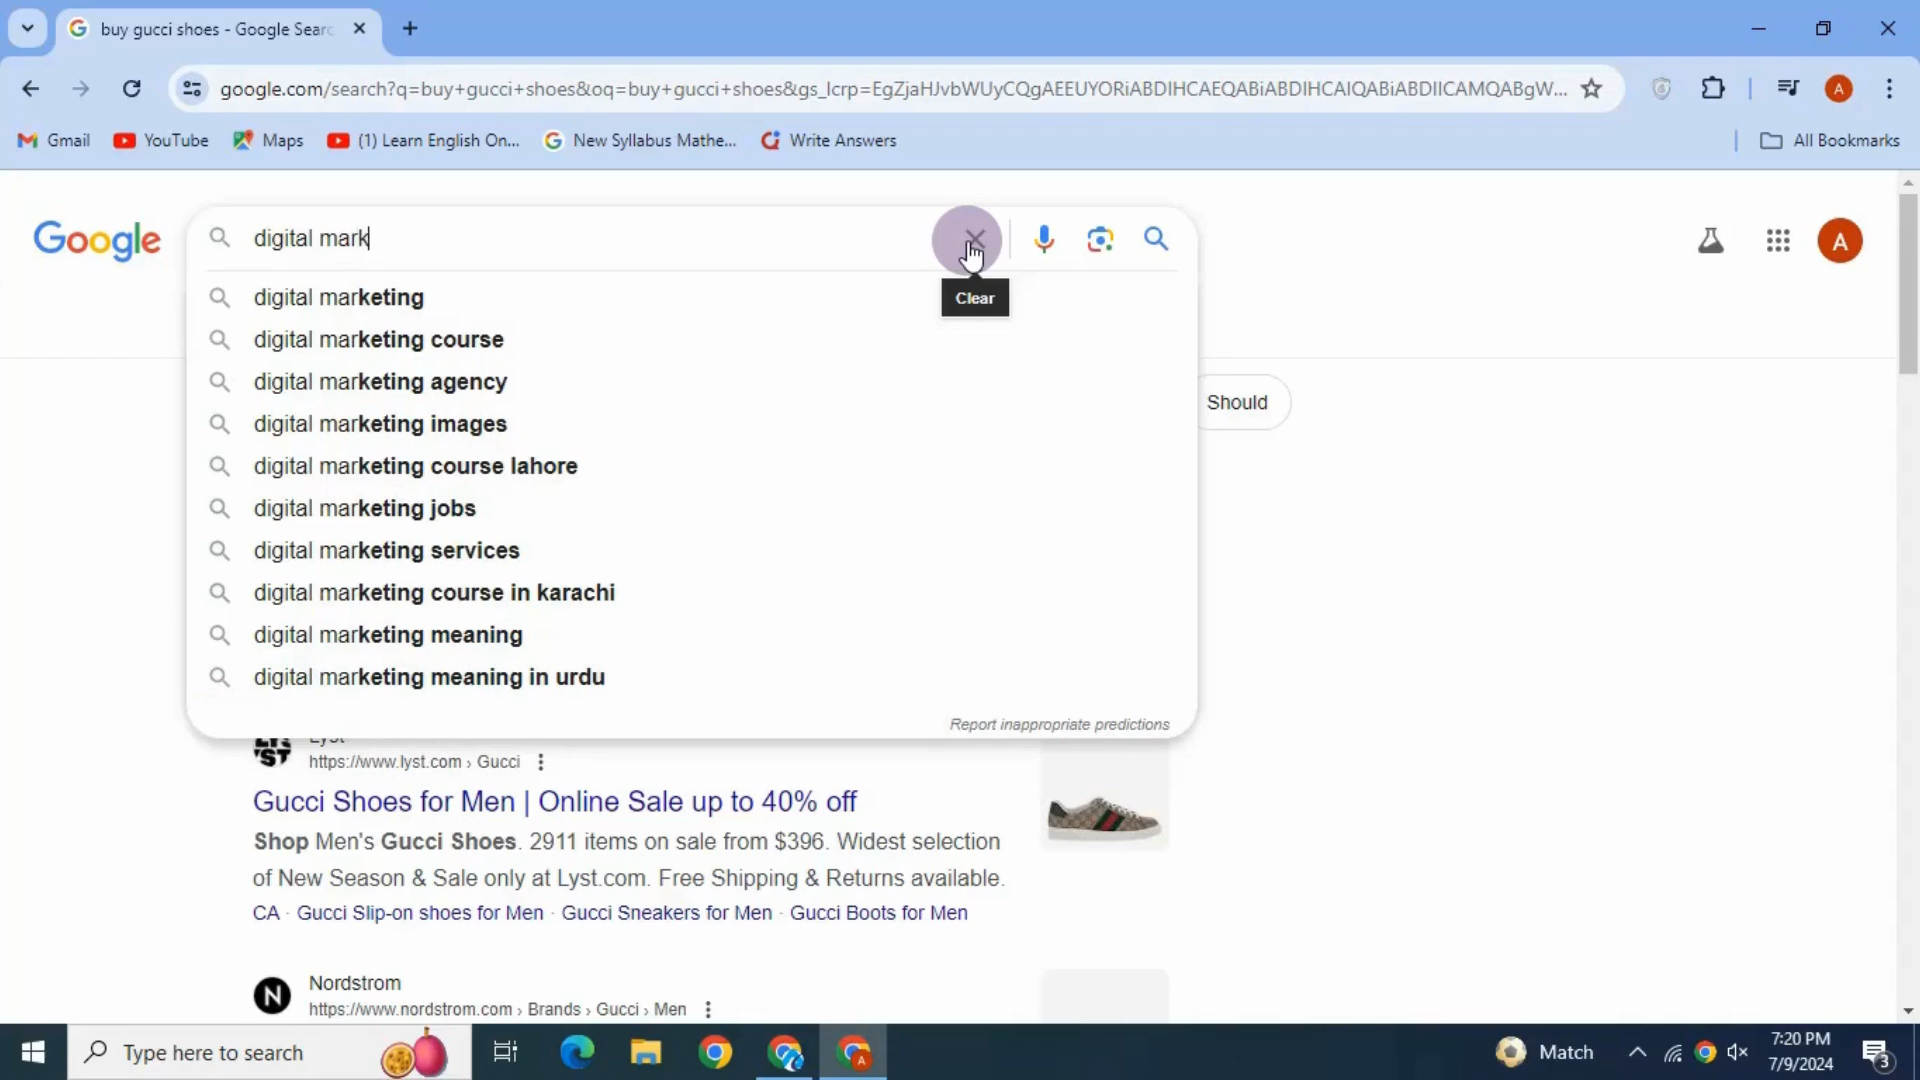 buy gucci shoes - Google Searc
google.com/search?q=buy+gucci+shoes&oq=buy+gucci+shoes&gs_lcrp=EgZjaHJvbWUyCQgAEEUYORiABDIHCAEQABiABDIHCAIQABiABDIICAMQABgW...
A
Gmail
YouTube
Maps
(1) Learn English On...
New Syllabus Mathe...
Write Answers
All Bookmarks
Google
digital mark
A
Clear
digital marketing
digital marketing course
digital marketing agency
digital marketing images
digital marketing course lahore
digital marketing jobs
digital marketing services
digital marketing course in karachi
digital marketing meaning
digital marketing meaning in urdu
Report inappropriate predictions
Should
LYST
Lyst
https://www.lyst.com › Gucci
Gucci Shoes for Men | Online Sale up to 40% off
Shop Men's Gucci Shoes. 2911 items on sale from $396. Widest selection
of New Season & Sale only at Lyst.com. Free Shipping & Returns available.
CA · Gucci Slip-on shoes for Men · Gucci Sneakers for Men · Gucci Boots for Men
N
Nordstrom
https://www.nordstrom.com › Brands › Gucci › Men
Type here to search
A
Match
7:20 PM
7/9/2024
3